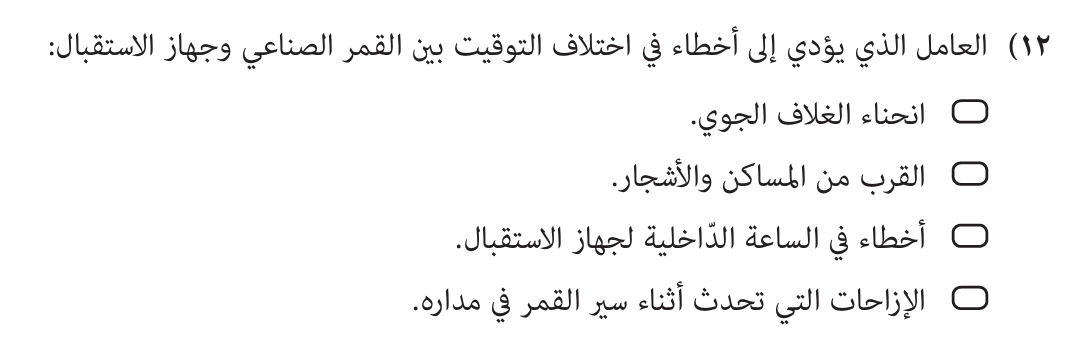 ١٢) العامل الذي يؤدي إلى أخطاء في اختلاف التوقيت بين القمر الصناعي وجهاز الاستقبال:
انحناء الغلاف الجوي.
القرب من المساكن والأشجار.
أخطاء في الساعة الدّاخلية لجهاز الاستقبال.
الإزاحات التي تحدث أثناء سير القمر في مداره.